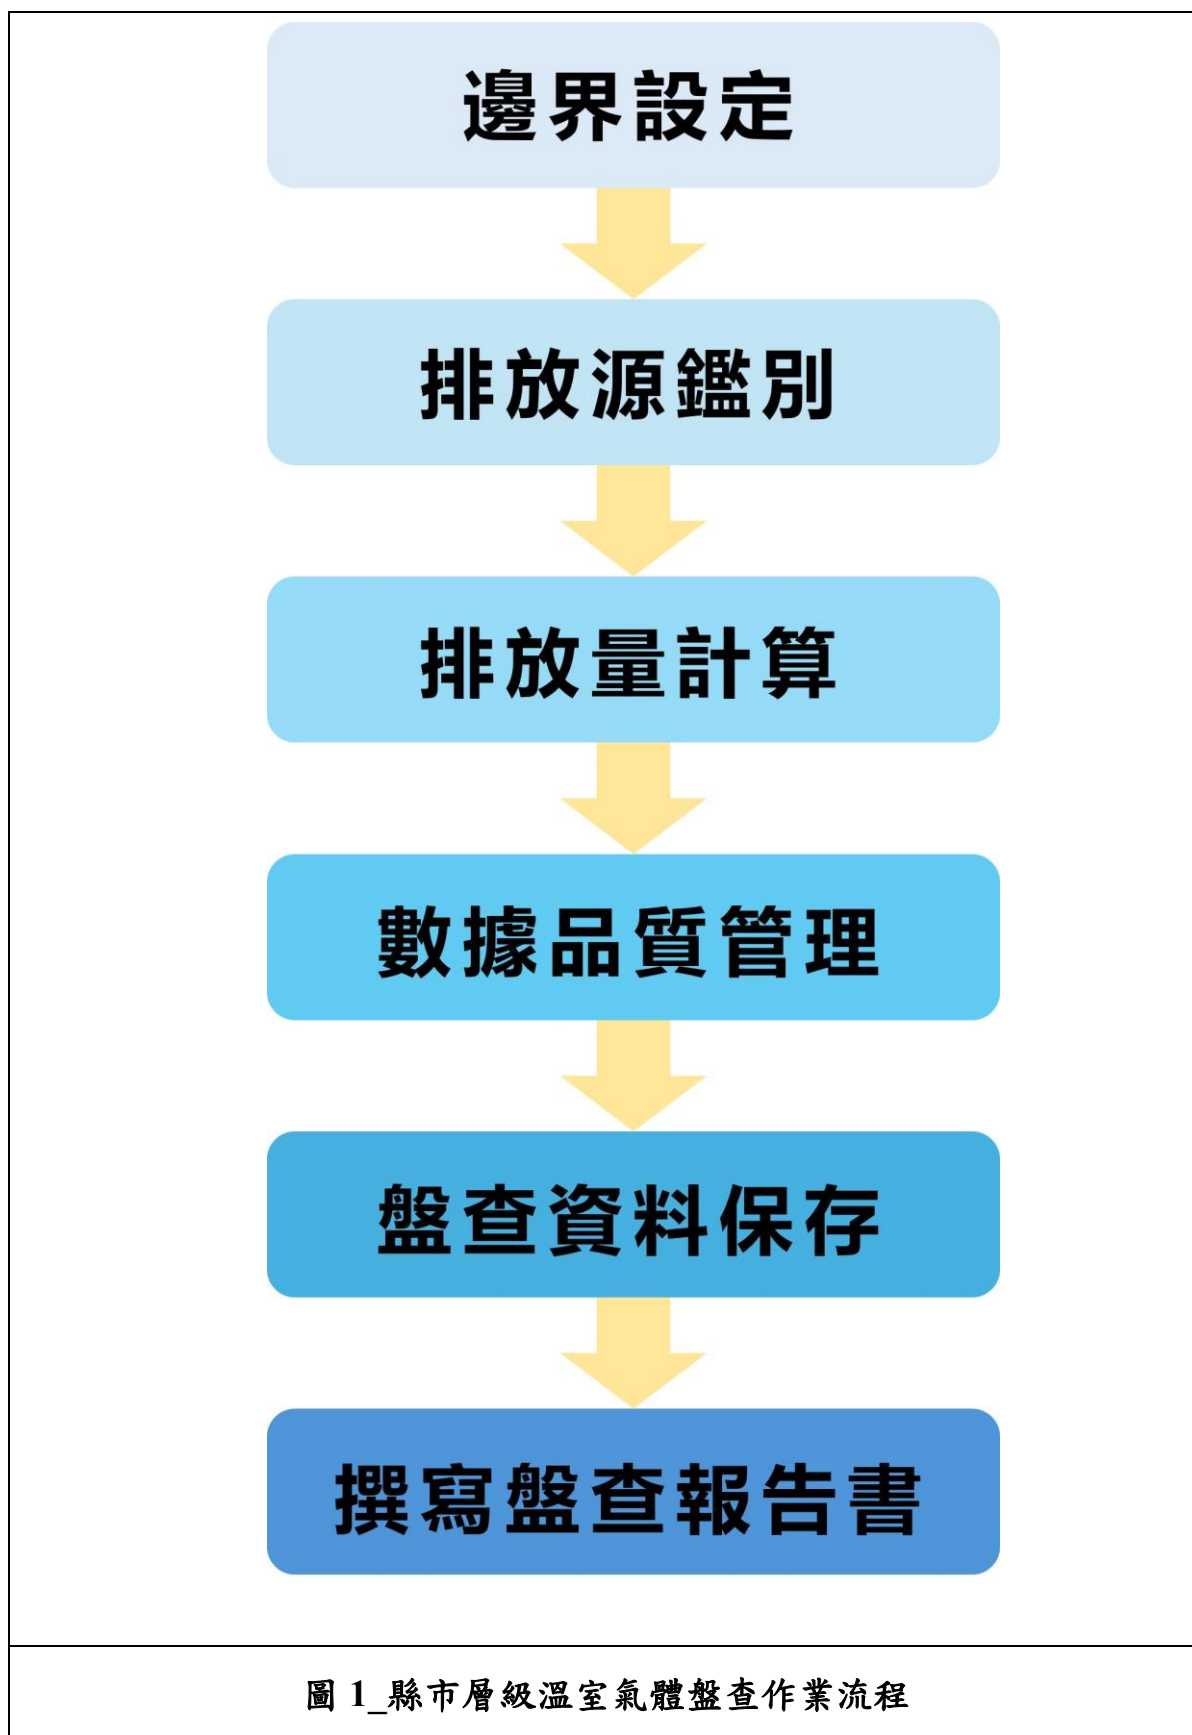 邊界設定
排放源鑑別
排放量計算
數據品質管理
盤查資料保存
撰寫盤查報告書
圖 1_縣市層級溫室氣體盤查作業流程